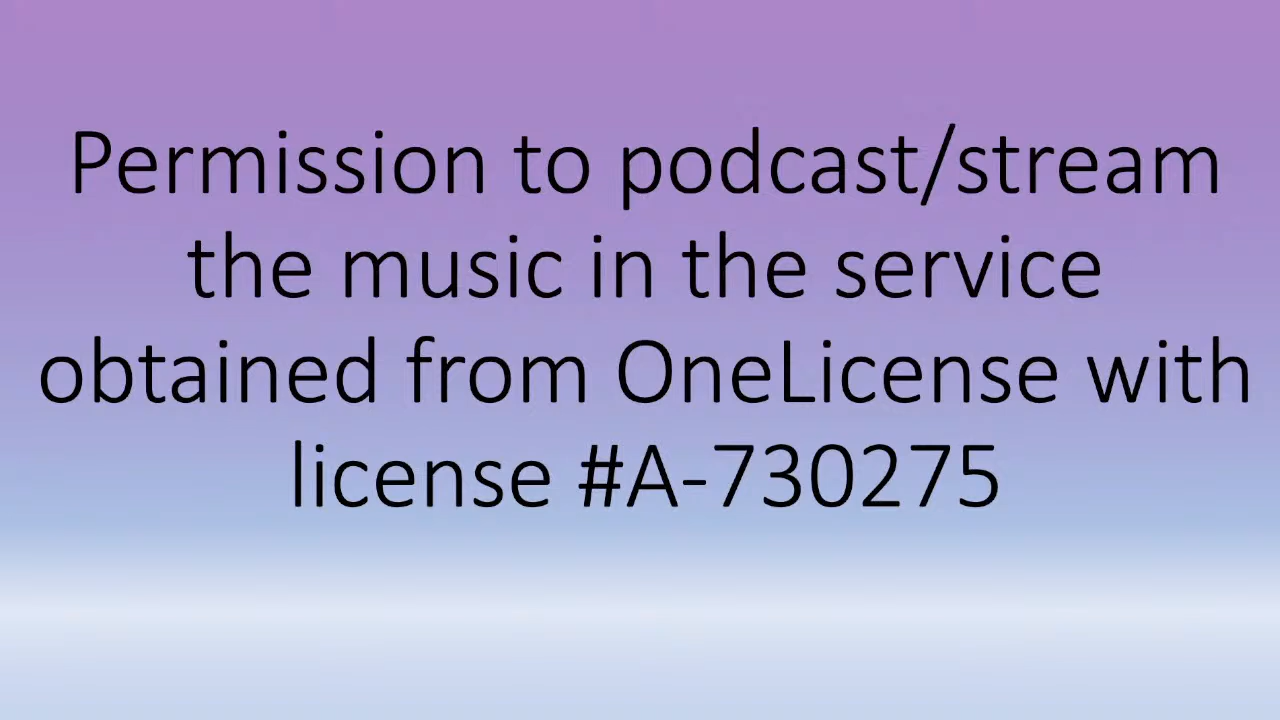 Permission to podcast/stream
the music in the service
obtained from OneLicense with
license #A-730275